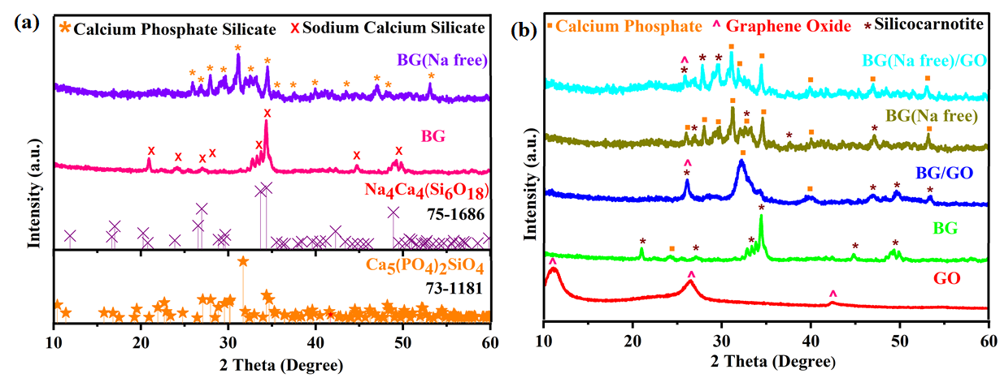 (a)
* Calcium Phosphate Silicate x Sodium Calcium Silicate
BG(Na free)
BG
Na4Ca4(Si6O18)
75-1686
Ca5(PO4)2SiO4
73-1181
Intensity (a.u.)
10 20 30 40 50 60
2 Theta (Degree)
(b)
Calcium Phosphate ^ Graphene Oxide * Silicocarnotite
BG(Na free)/GO
BG(Na free)
BG/GO
BG
GO
Intensity (a.u.)
10 20 30 40 50 60
2 Theta (Degree)